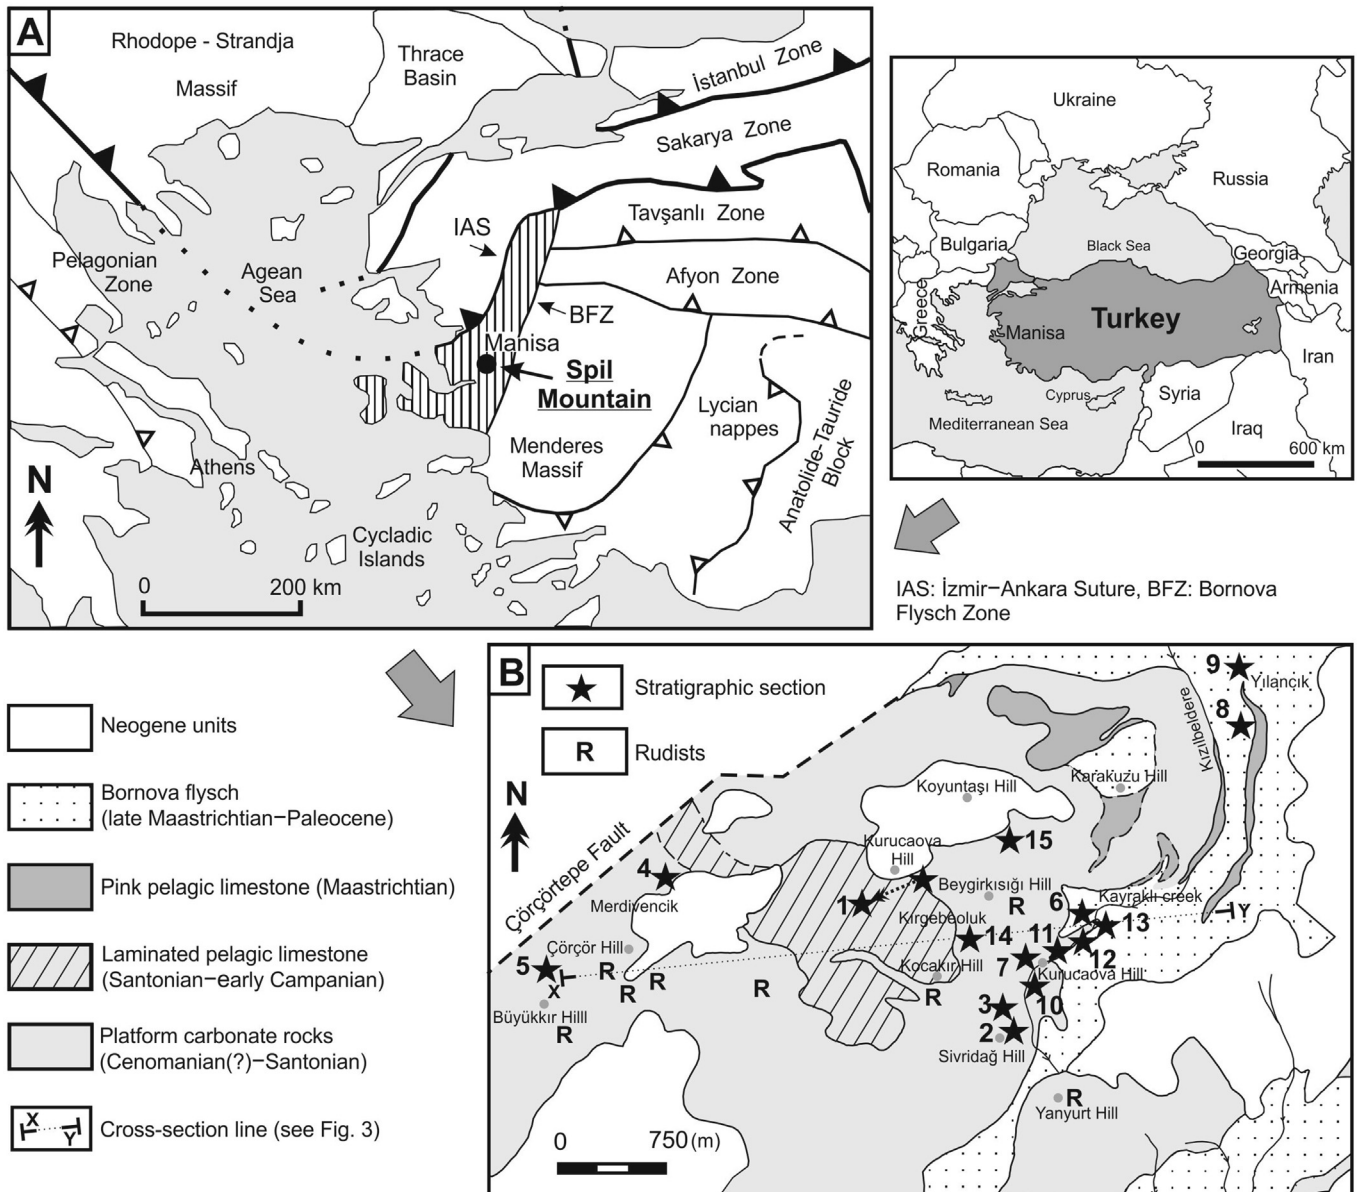 A
Rhodope - Strandja
Massif
Thrace
Basin
İstanbul Zone
Sakarya Zone
IAS
Tavşanlı Zone
Pelagonian
Zone
Agean
Sea
Afyon Zone
BFZ
Manisa
Spil
Mountain
Lycian
nappes
Menderes
Massif
Anatolide-Tauride
Block
Athens
N
Cycladic
Islands
0
200 km
Ukraine
Romania
Russia
Bulgaria
Black Sea
Georgia
Armenia
Greece
Manisa
Turkey
Iran
Cyprus
Syria
Mediterranean Sea
Iraq
0
600 km
IAS: İzmir−Ankara Suture, BFZ: Bornova
Flysch Zone
Neogene units
Bornova flysch
(late Maastrichtian−Paleocene)
Pink pelagic limestone (Maastrichtian)
Laminated pelagic limestone
(Santonian−early Campanian)
Platform carbonate rocks
(Cenomanian(?)−Santonian)
X
Y
Cross-section line (see Fig. 3)
B
Stratigraphic section
R
Rudists
N
9
Yılancık
8
Kızılbeldere
Karakuzu Hill
Koyuntaşı Hill
Kurucaova
Hill
15
Çörçörtepe Fault
4
Merdivencik
1
Beygirkısığı Hill
R
6
Kayraklı creek
Y
13
Kırgebeoluk
14
11
12
Çörçör Hill
5
X
R
R
R
R
Kocakır Hill
R
7
Kurucaova Hill
10
Büyükkır Hilll
R
3
2
Sivridağ Hill
R
Yanyurt Hill
0
750 (m)